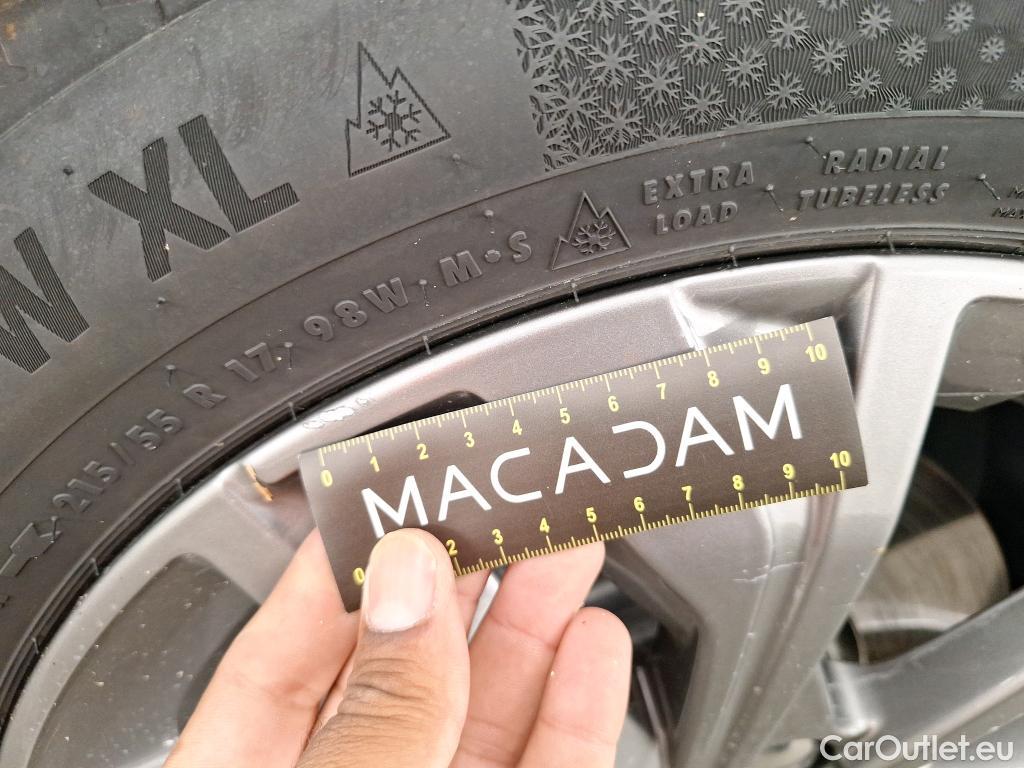 W XL
EXTRA LOAD
RADIAL TUBELESS
215/55 R 17 98W M•S
0 1 2 3 4 5 6 7 8 9 10
MACADAM
0 2 3 4 5 6 7 8 9 10
CarOutlet.eu